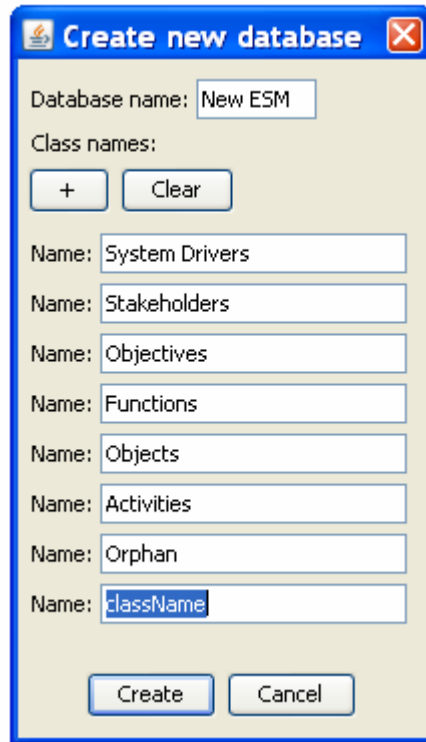 Create new database
Database name: New ESM
Class names:
+ Clear
Name: System Drivers
Name: Stakeholders
Name: Objectives
Name: Functions
Name: Objects
Name: Activities
Name: Orphan
Name: className
Create Cancel